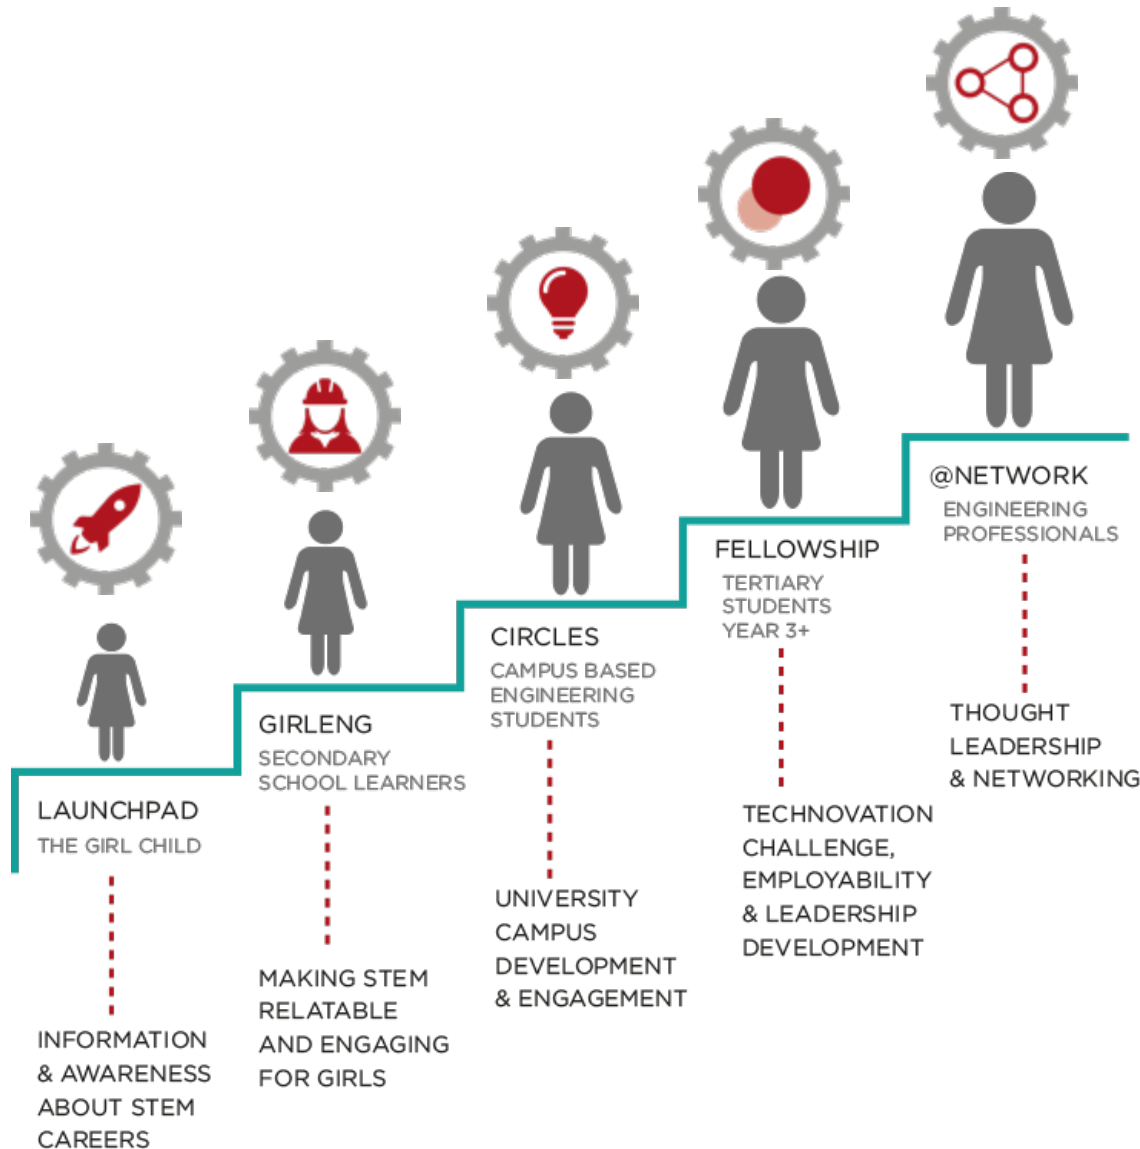 LAUNCHPAD
THE GIRL CHILD
INFORMATION
& AWARENESS
ABOUT STEM
CAREERS
GIRLENG
SECONDARY
SCHOOL LEARNERS
MAKING STEM
RELATABLE
AND ENGAGING
FOR GIRLS
CIRCLES
CAMPUS BASED
ENGINEERING
STUDENTS
UNIVERSITY
CAMPUS
DEVELOPMENT
& ENGAGEMENT
FELLOWSHIP
TERTIARY
STUDENTS
YEAR 3+
TECHNOVATION
CHALLENGE,
EMPLOYABILITY
& LEADERSHIP
DEVELOPMENT
@NETWORK
ENGINEERING
PROFESSIONALS
THOUGHT
LEADERSHIP
& NETWORKING